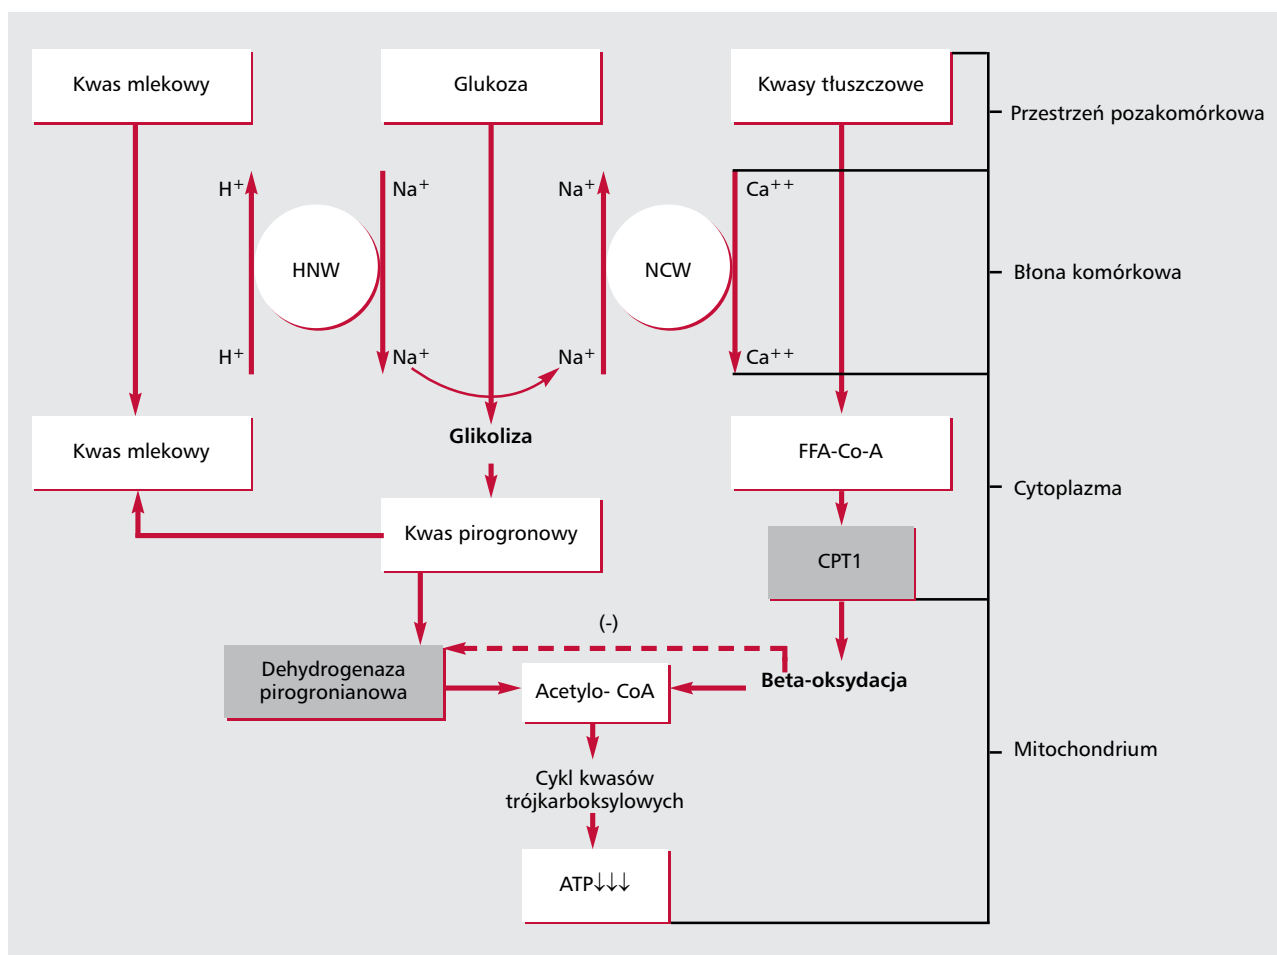 Kwas mlekowy
Glukoza
Kwasy tłuszczowe
Przestrzeń pozakomórkowa
H+
Na+
Na+
Ca++
HNW
NCW
Błona komórkowa
H+
Na+
Na+
Ca++
Glikoliza
Kwas mlekowy
FFA-Co-A
Cytoplazma
Kwas pirogronowy
CPT1
(-)
Dehydrogenaza
pirogronianowa
Acetylo- CoA
Beta-oksydacja
Mitochondrium
Cykl kwasów
trójkarboksylowych
ATP↓↓↓